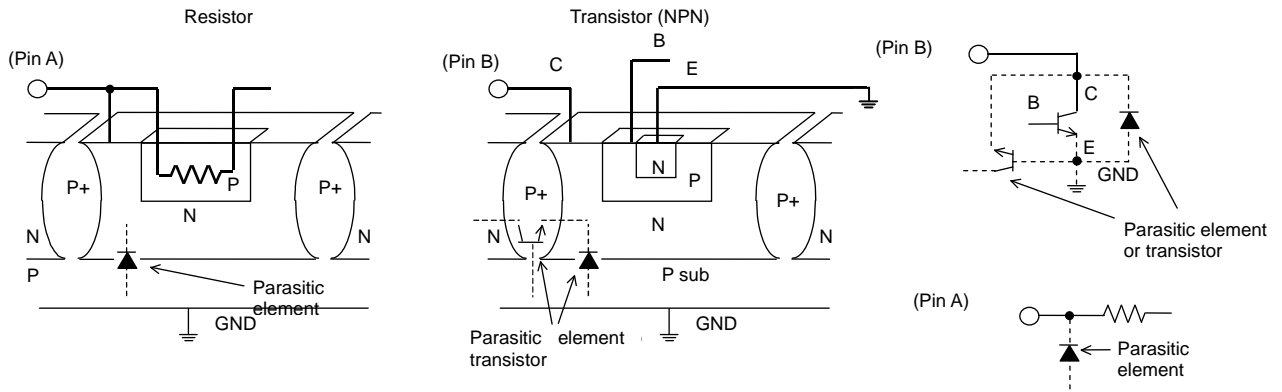 Resistor
(Pin A)
P+
P
P+
N
N
N
P
Parasitic
element
GND
Transistor (NPN)
B
(Pin B)
C
E
N
P+
P
P+
N
N
N
P sub
GND
Parasitic element
transistor
(Pin B)
B
C
E
GND
Parasitic element
or transistor
(Pin A)
Parasitic
element